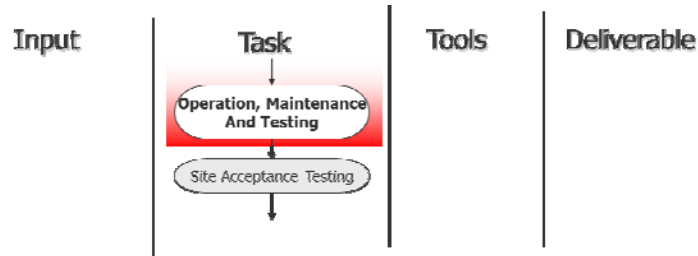 Input
Task
Tools
Deliverable
Operation, Maintenance
And Testing
Site Acceptance Testing